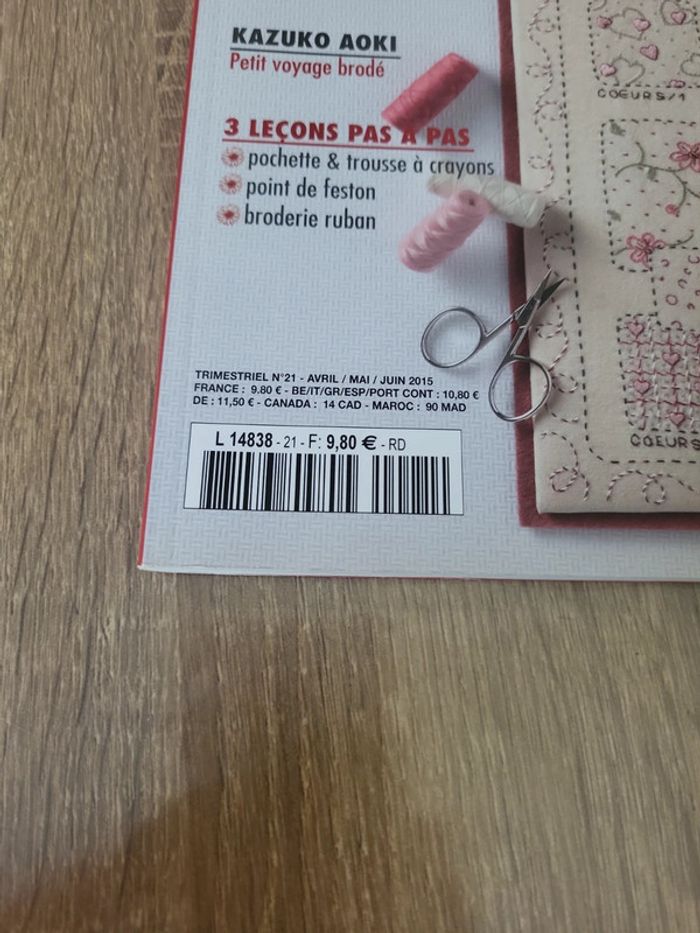 KAZUKO AOKI
Petit voyage brodé
3 LEÇONS PAS À PAS
pochette & trousse à crayons
point de feston
broderie ruban
TRIMESTRIEL N°21 - AVRIL / MAI / JUIN 2015
FRANCE : 9.80 € - BE/IT/GR/ESP/PORT CONT : 10,80 €
DE : 11,50 € - CANADA : 14 CAD - MAROC : 90 MAD
L 14838 - 21 - F: 9,80 € - RD
COEURS/1
COEURS